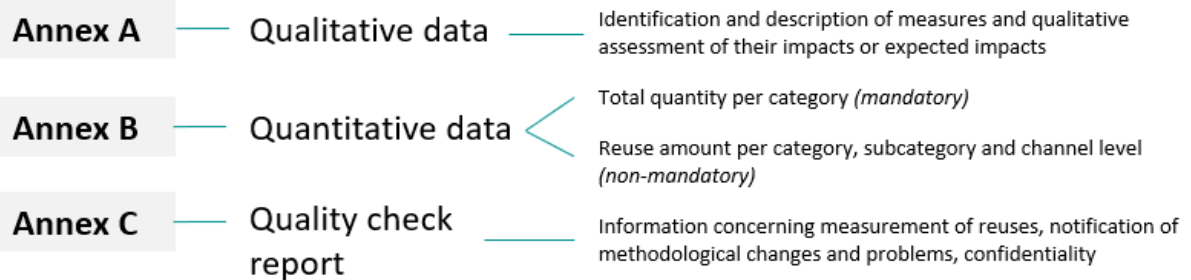 Annex A
Qualitative data
Identification and description of measures and qualitative
assessment of their impacts or expected impacts
Annex B
Quantitative data
Total quantity per category (mandatory)
Reuse amount per category, subcategory and channel level
(non-mandatory)
Annex C
Quality check
report
Information concerning measurement of reuses, notification of
methodological changes and problems, confidentiality